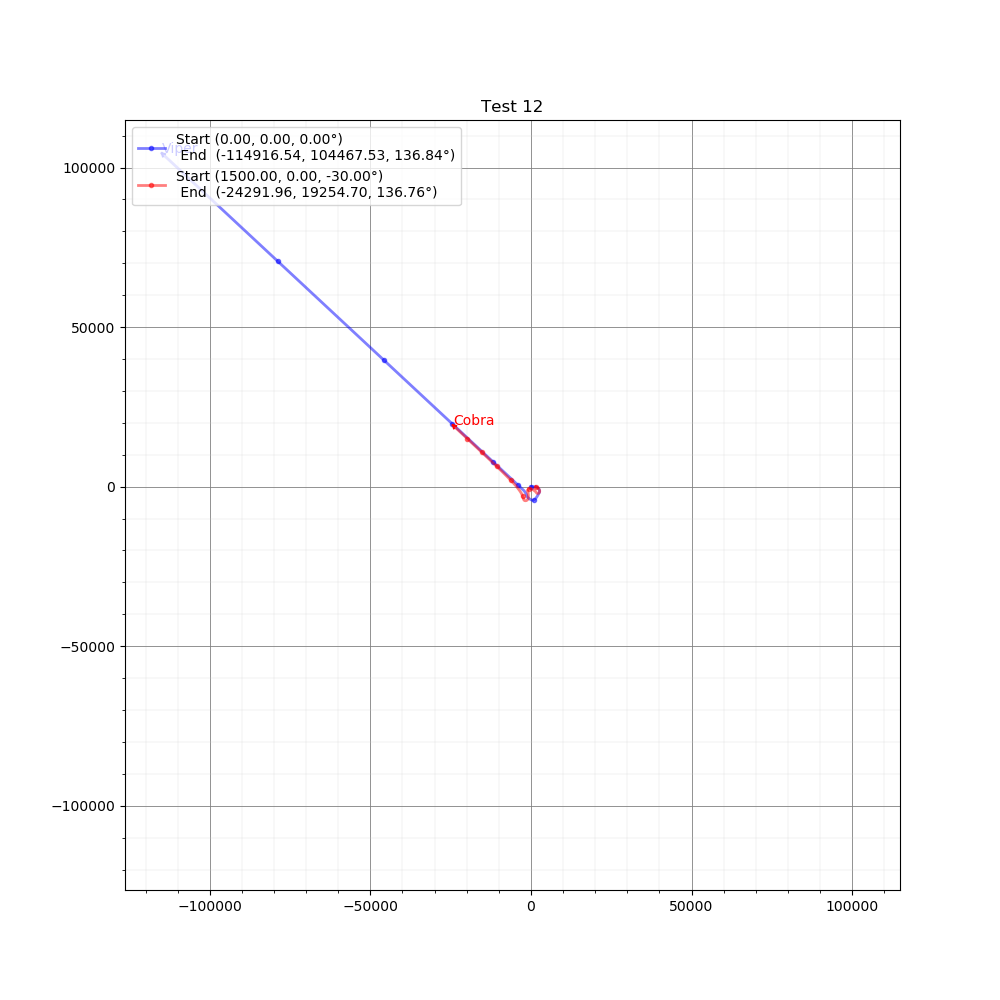 Test 12
Start (0.00, 0.00, 0.00°)
End (-114916.54, 104467.53, 136.84°)
Start (1500.00, 0.00, -30.00°)
End (-24291.96, 19254.70, 136.76°)
Viper
Cobra
100000
50000
0
−50000
−100000
−100000 −50000 0 50000 100000